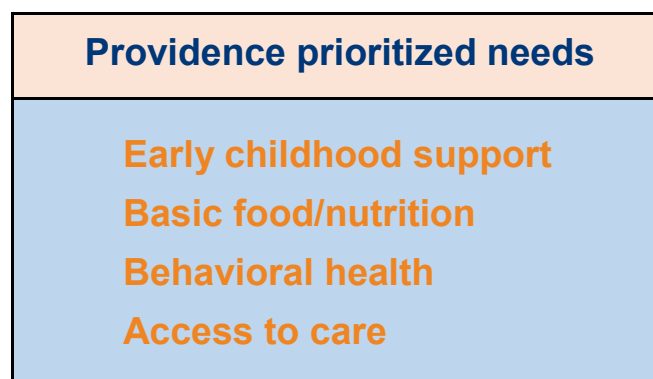 Providence prioritized needs
Early childhood support
Basic food/nutrition
Behavioral health
Access to care